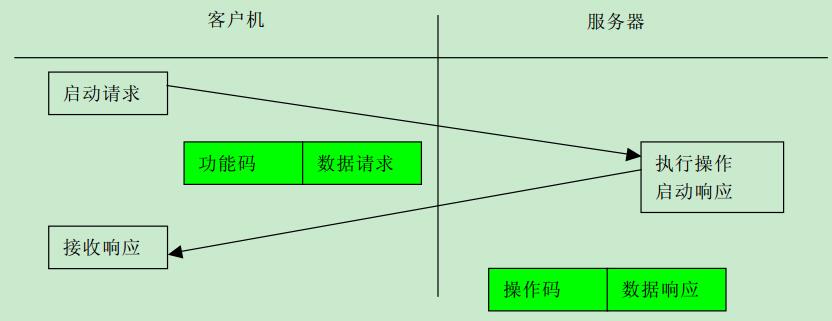 客户机
服务器
启动请求
功能码
数据请求
执行操作
启动响应
接收响应
操作码
数据响应